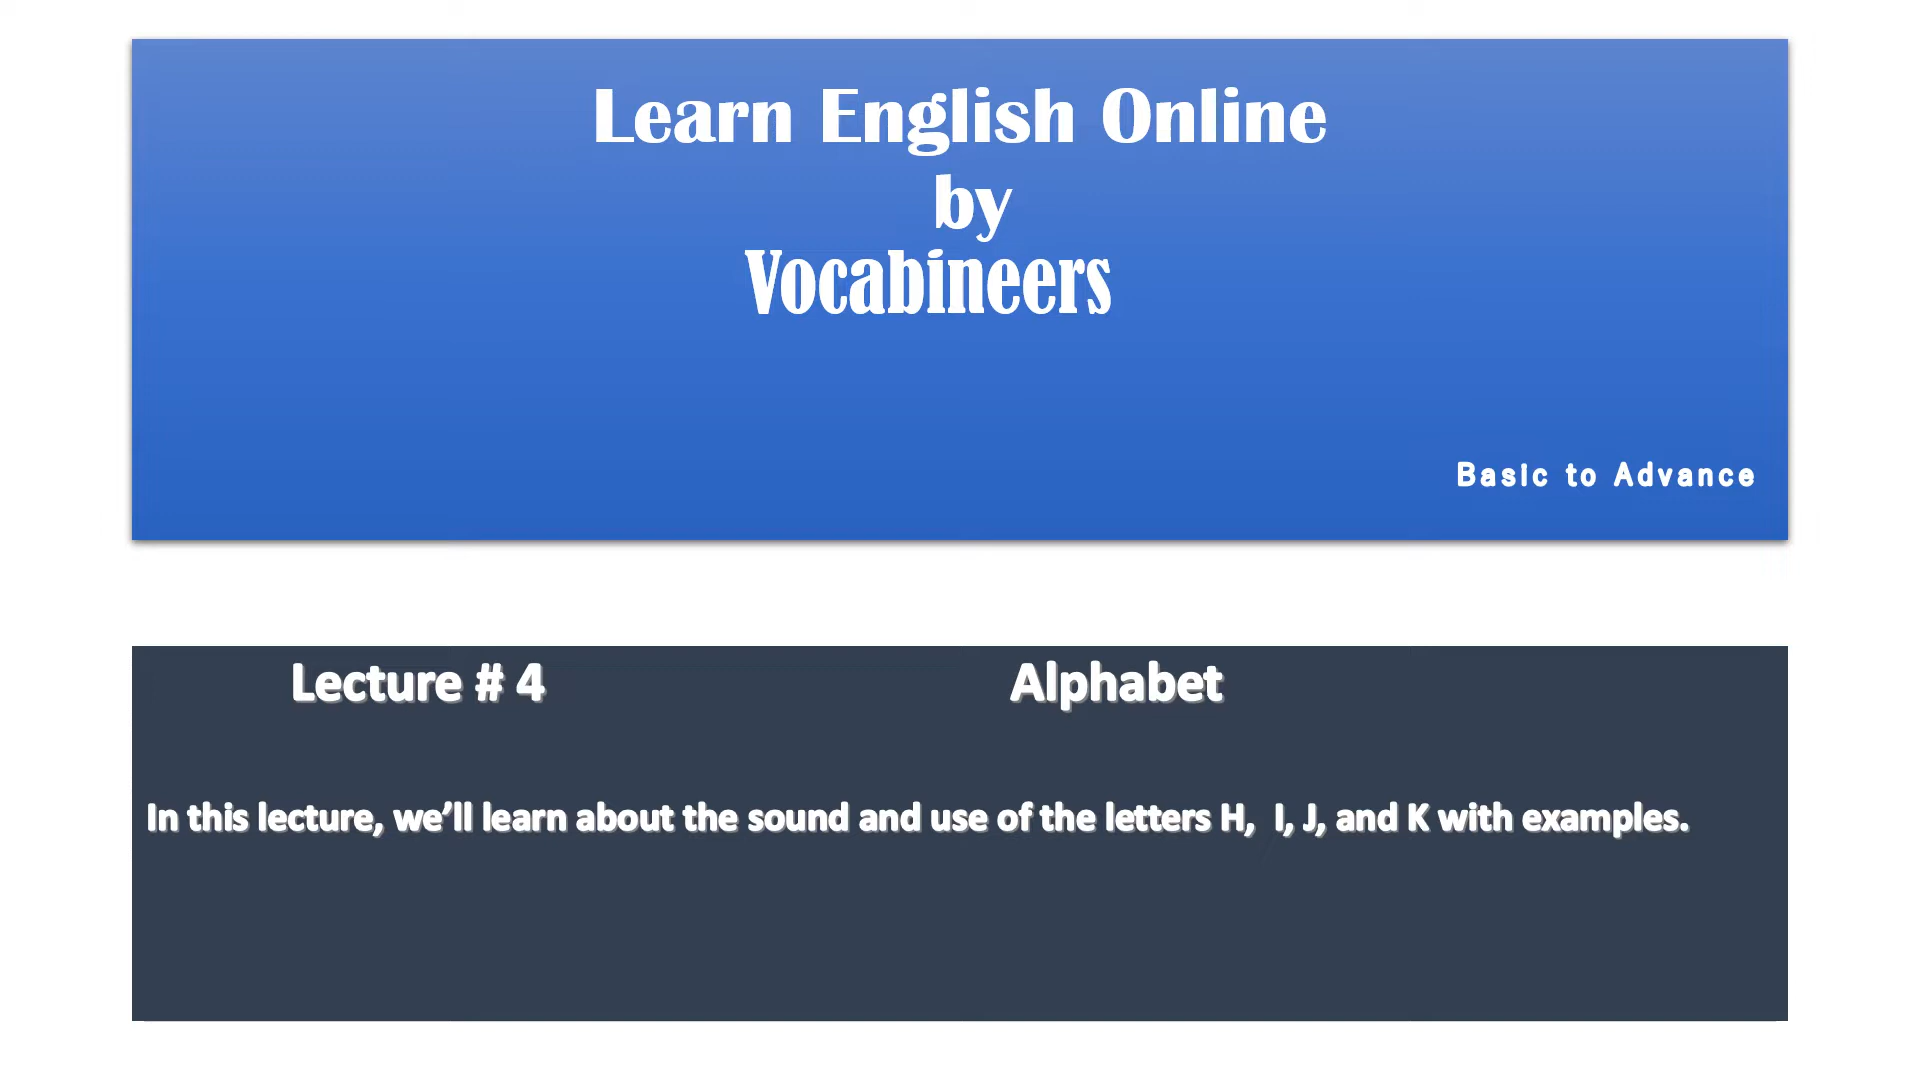 Learn English Online
by
Vocabineers
Basic to Advance
Lecture # 4 Alphabet
In this lecture, we’ll learn about the sound and use of the letters H, I, J, and K with examples.